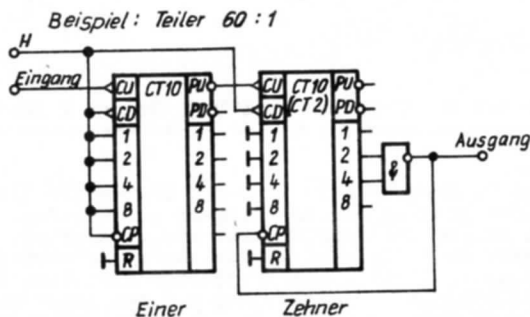 Beispiel: Teiler 60 : 1
H
Eingang
CU CT10 PU
CD PD
1 1
2 2
4 4
8 8
CP
R
Einer
CU CT10 PU
CD (CT2) PD
1 1
2 2
4 4
8 8
CP
R
Zehner
&
Ausgang